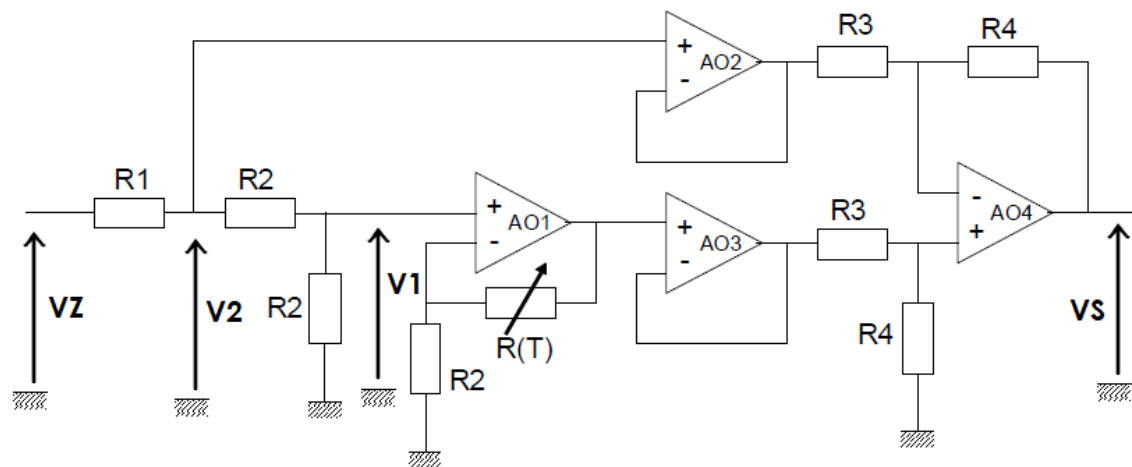 R3
R4
+
-
AO2
R1
R2
+
-
AO1
+
-
AO3
R3
-
+
AO4
VZ
V2
R2
V1
R(T)
R2
R4
VS